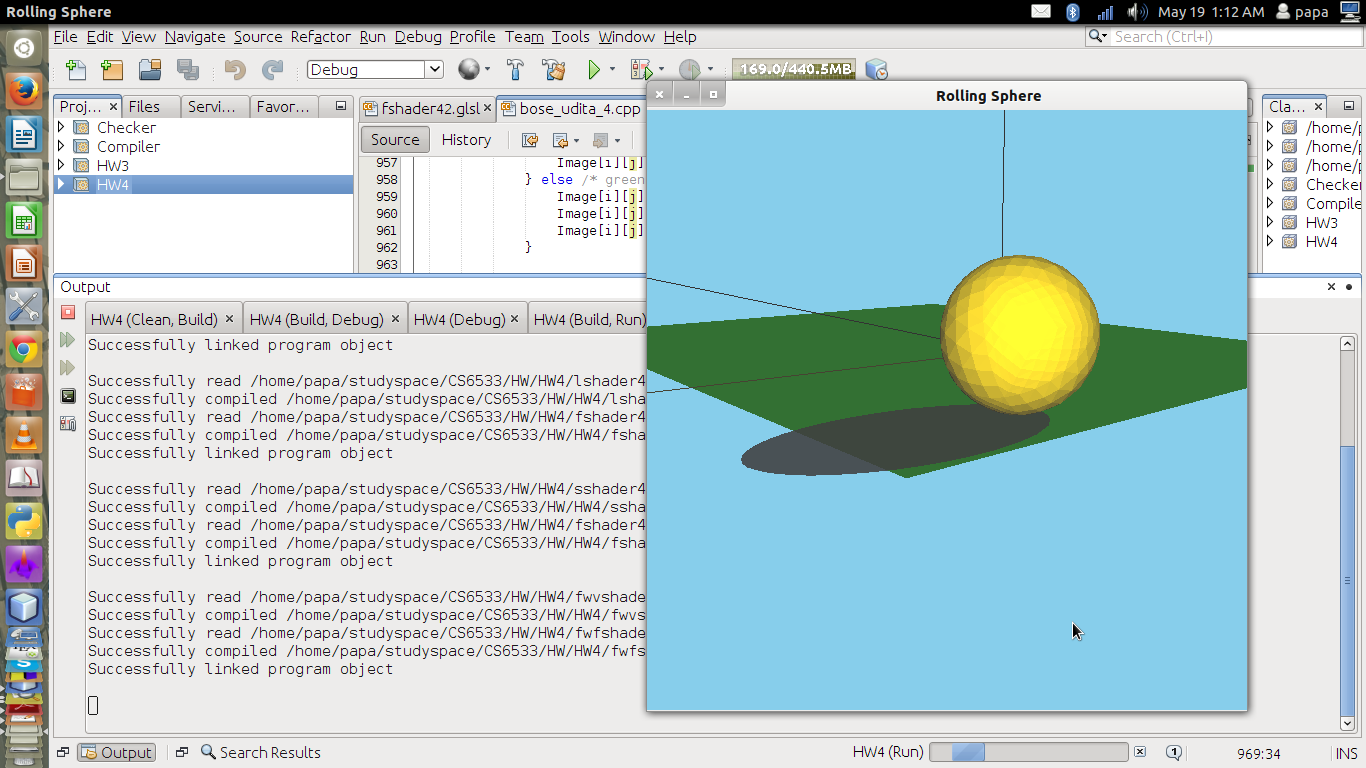 Rolling Sphere
May 19 1:12 AM papa
File Edit View Navigate Source Refactor Run Debug Profile Team Tools Window Help
Search (Ctrl+I)
Debug
169.0/440.5MB
Proj... Files Servi... Favor...
Checker
Compiler
HW3
HW4
fshader42.glsl bose_udita_4.cpp
Source History
957 Image[i][j]
958 } else /* green
959 Image[i][j]
960 Image[i][j]
961 Image[i][j]
962 }
963
Rolling Sphere
Cla...
/home/p
/home/p
/home/p
Checker
Compile
HW3
HW4
Output
HW4 (Clean, Build) HW4 (Build, Debug) HW4 (Debug) HW4 (Build, Run)
Successfully linked program object
Successfully read /home/papa/studyspace/CS6533/HW/HW4/lshader4
Successfully compiled /home/papa/studyspace/CS6533/HW/HW4/lsha
Successfully read /home/papa/studyspace/CS6533/HW/HW4/fshader4
Successfully compiled /home/papa/studyspace/CS6533/HW/HW4/fsha
Successfully linked program object
Successfully read /home/papa/studyspace/CS6533/HW/HW4/sshader4
Successfully compiled /home/papa/studyspace/CS6533/HW/HW4/ssha
Successfully read /home/papa/studyspace/CS6533/HW/HW4/fshader4
Successfully compiled /home/papa/studyspace/CS6533/HW/HW4/fsha
Successfully linked program object
Successfully read /home/papa/studyspace/CS6533/HW/HW4/fwvshade
Successfully compiled /home/papa/studyspace/CS6533/HW/HW4/fwvs
Successfully read /home/papa/studyspace/CS6533/HW/HW4/fwfshade
Successfully compiled /home/papa/studyspace/CS6533/HW/HW4/fwfs
Successfully linked program object
Output Search Results
HW4 (Run)
1
969:34
INS